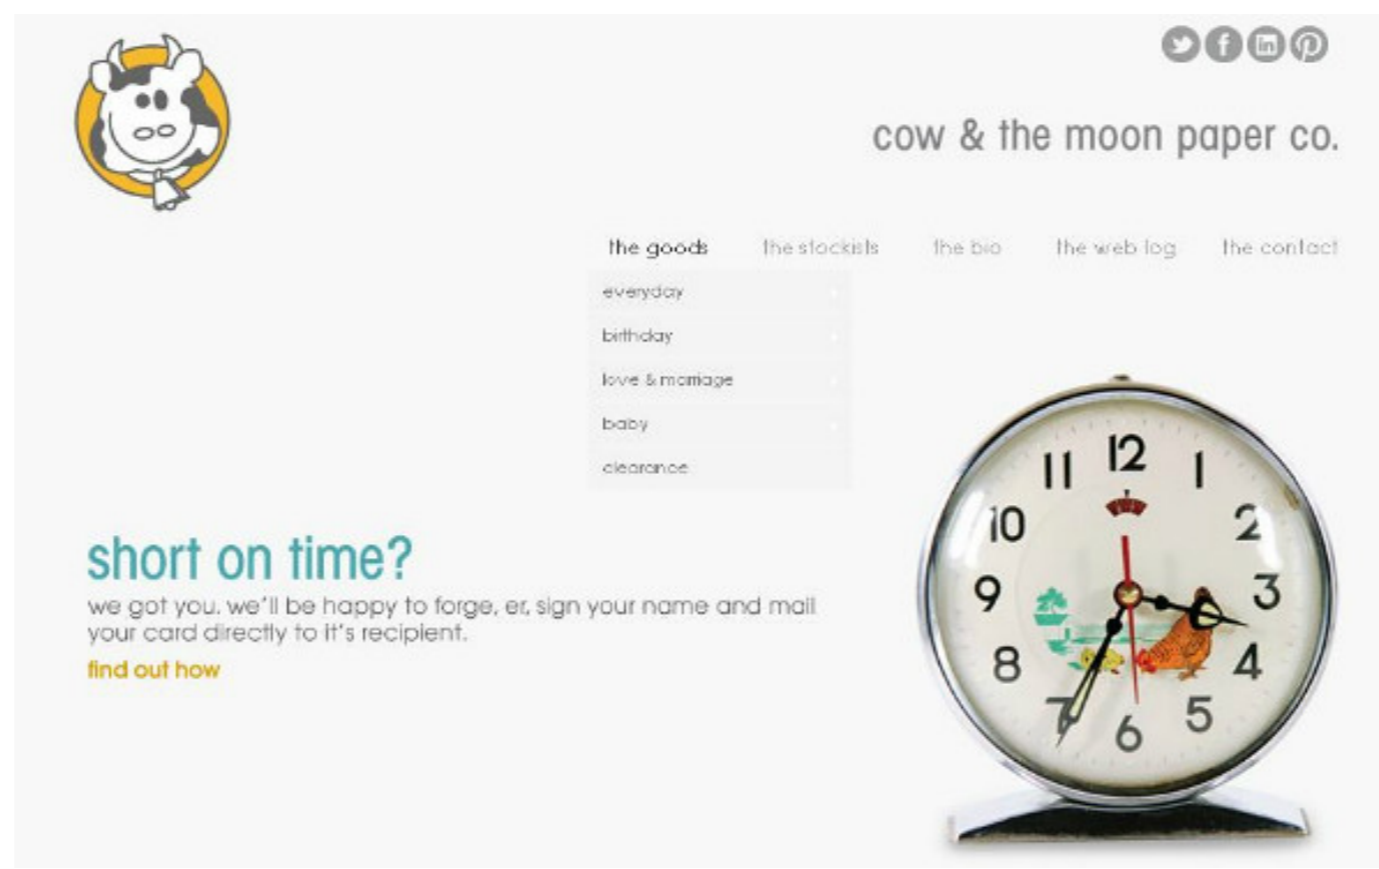 cow & the moon paper co.
the goods the stockists the bio the web log the contact
everyday
birthday
love & marriage
baby
clearance
short on time?
we got you. we'll be happy to forge, er, sign your name and mail
your card directly to it's recipient.
find out how
12
11 1
10 2
9 3
8 4
7 5
6